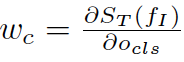 w_c = \frac{\partial S_T(f_I)}{\partial o_{cls}}